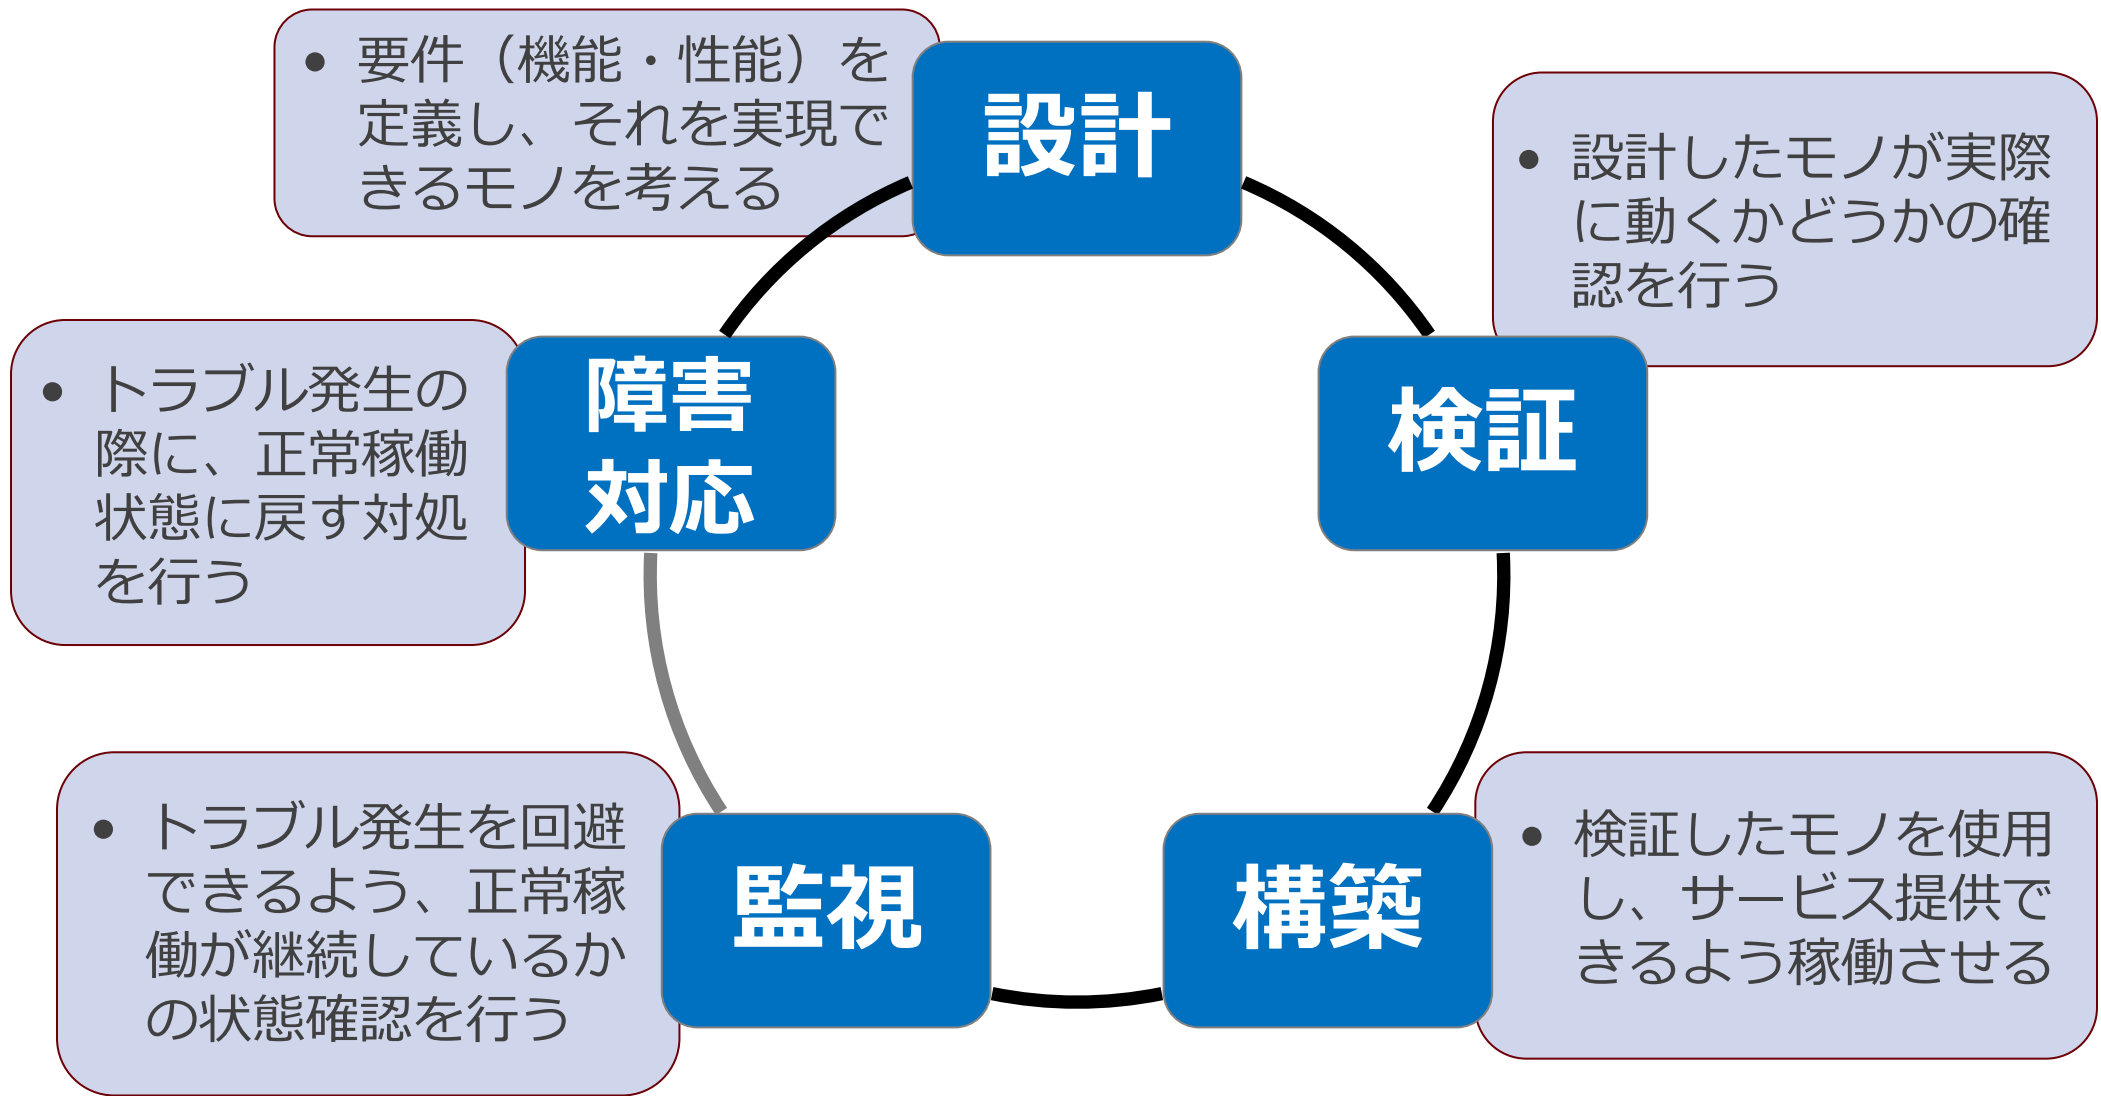 • 要件（機能・性能）を
定義し、それを実現で
きるモノを考える
設計
• 設計したモノが実際
に動くかどうかの確
認を行う
検証
• 検証したモノを使用
し、サービス提供で
きるよう稼働させる
構築
• トラブル発生を回避
できるよう、正常稼
働が継続しているか
の状態確認を行う
監視
• トラブル発生の
際に、正常稼働
状態に戻す対処
を行う
障害
対応